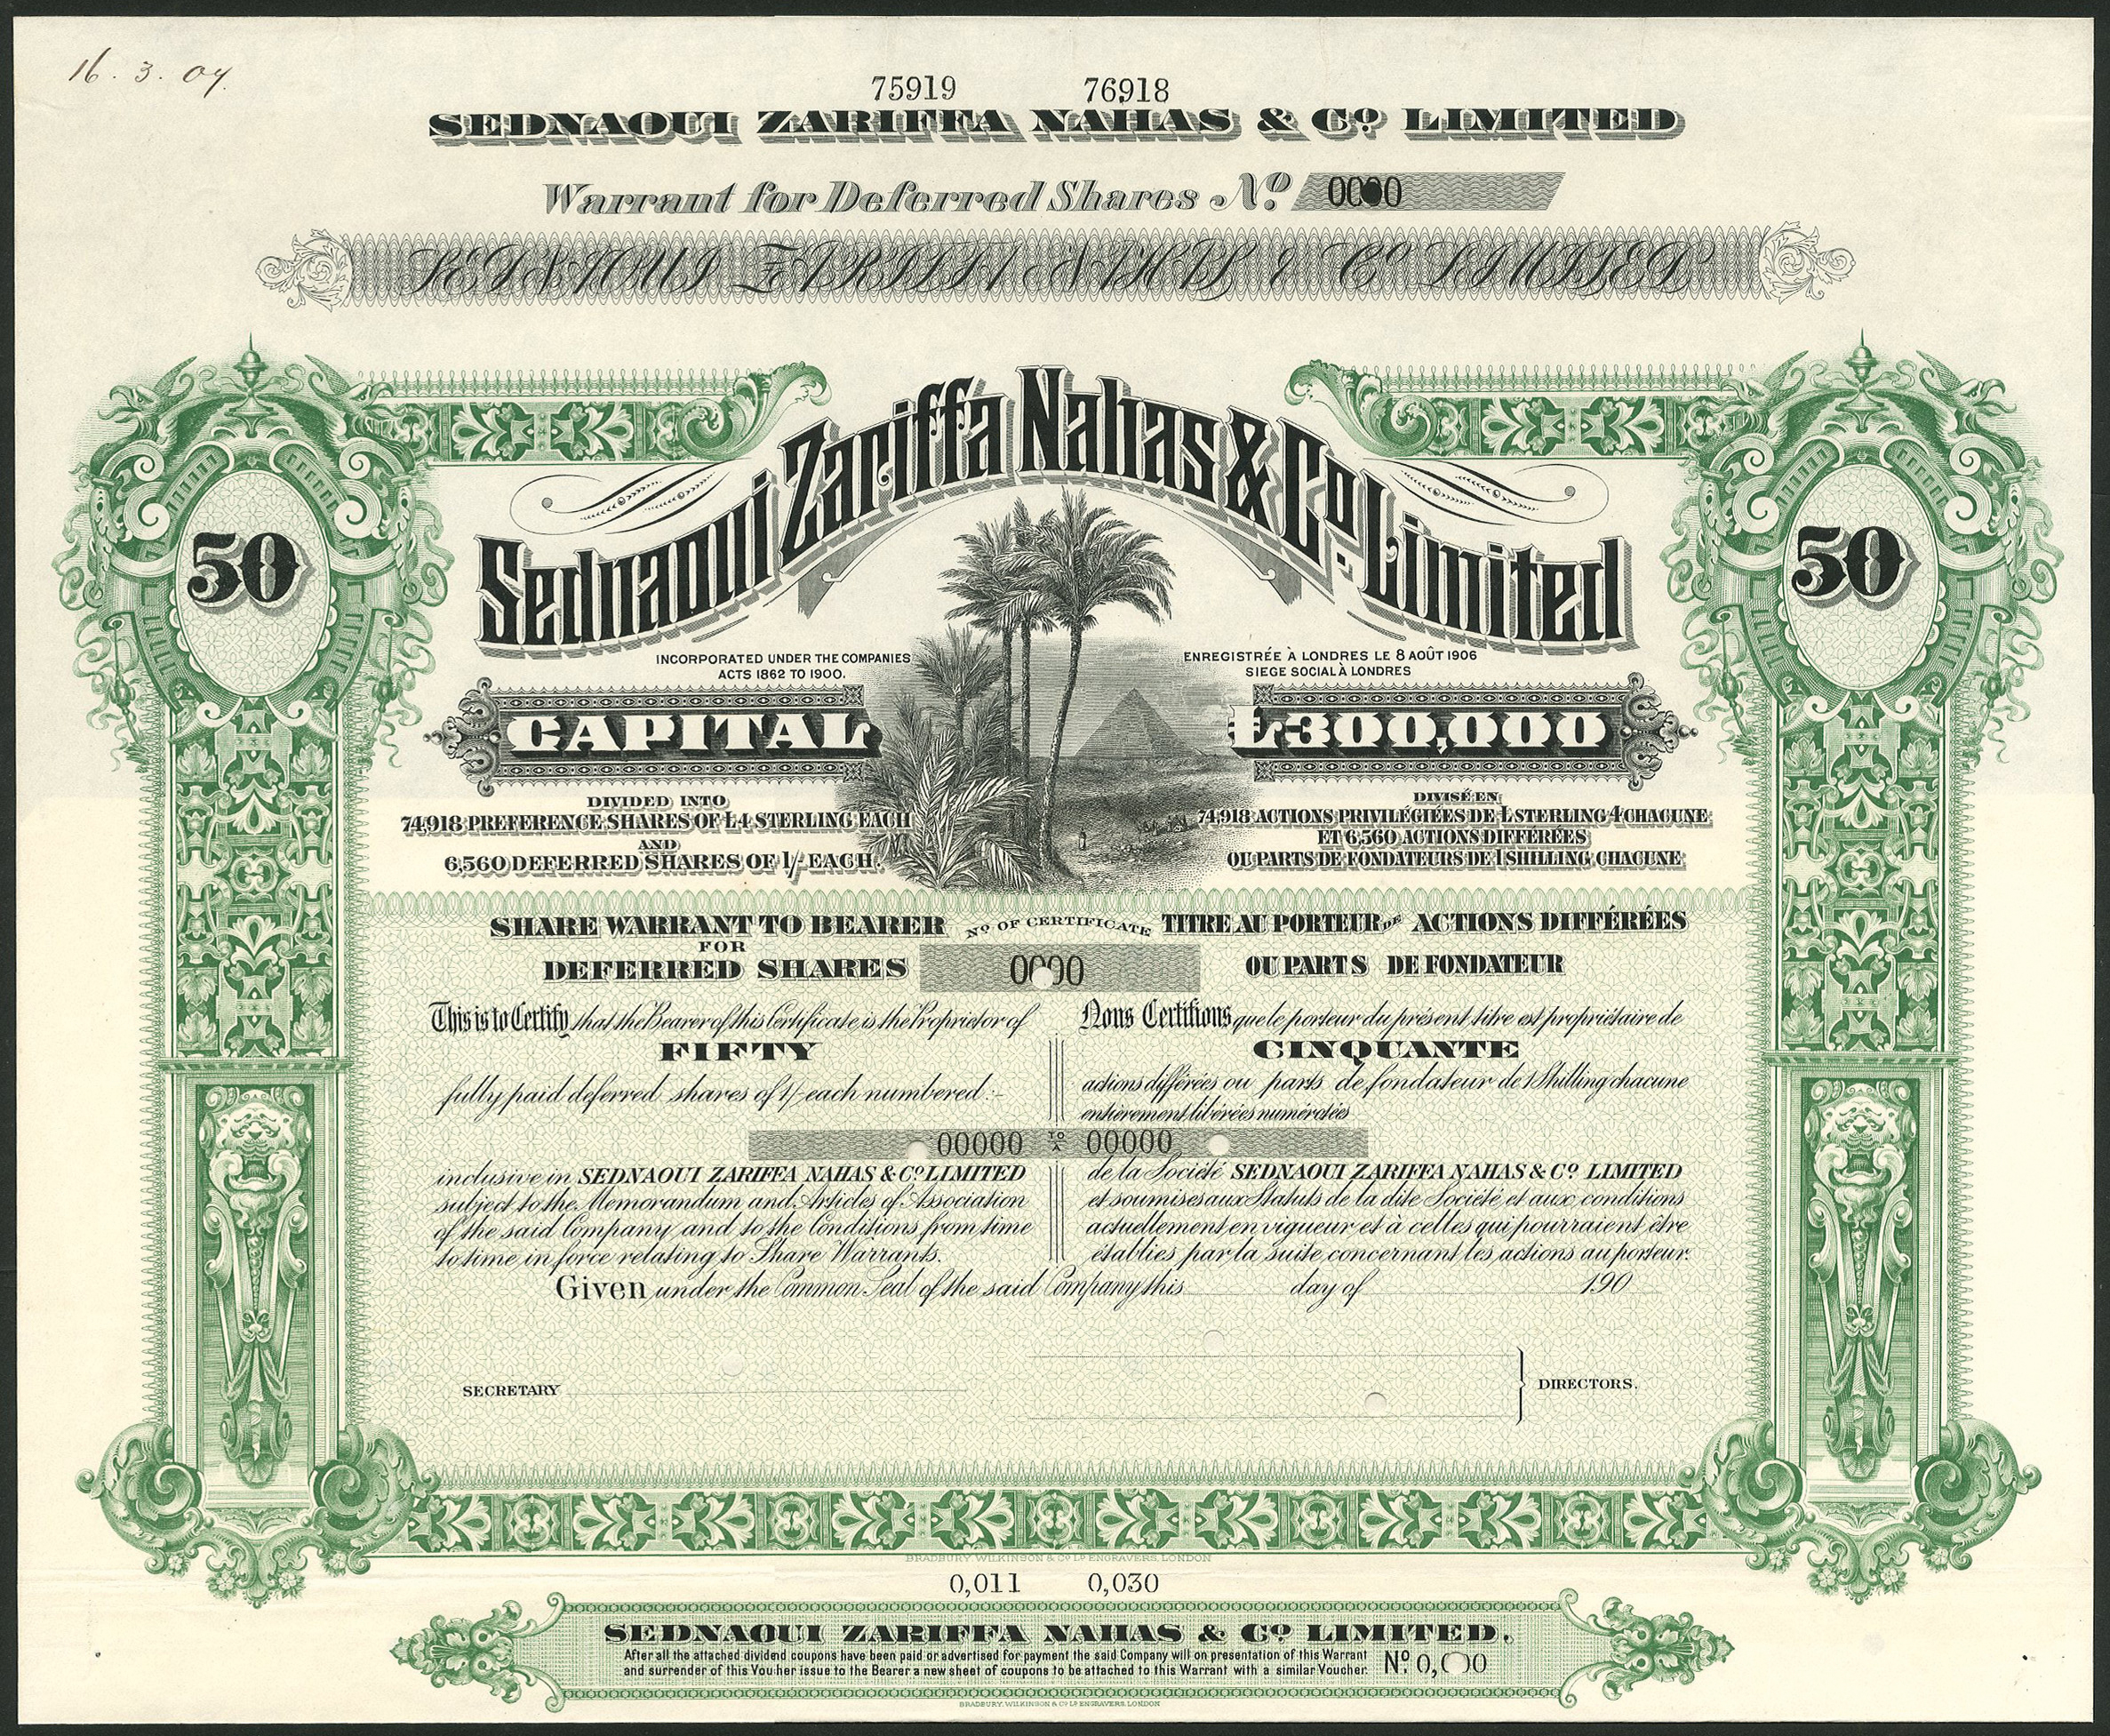 16. 3. 07.
75919 76918
SEDNAOUI ZARIFFA NAHAS & Cº LIMITED
Warrant for Deferred Shares Nº. 0000
SEDNAOUI ZARIFFA NAHAS & Cº LIMITED
Sednaoui Zariffa Nahas & Cº Limited
50
50
INCORPORATED UNDER THE COMPANIES
ACTS 1862 TO 1900.
ENREGISTRÉE À LONDRES LE 8 AOÛT 1906
SIEGE SOCIAL À LONDRES
CAPITAL £300,000
DIVIDED INTO
74,918 PREFERENCE SHARES OF £4 STERLING EACH
AND
6,560 DEFERRED SHARES OF 1/- EACH.
DIVISÉ EN
74,918 ACTIONS PRIVILÉGIÉES DE £ STERLING 4 CHACUNE
ET 6,560 ACTIONS DIFFÉRÉES
OU PARTS DE FONDATEURS DE 1 SHILLING CHACUNE
SHARE WARRANT TO BEARER
FOR
DEFERRED SHARES
Nº OF CERTIFICATE
0000
TITRE AU PORTEUR DE ACTIONS DIFFÉRÉES
OU PARTS DE FONDATEUR
This is to Certify that the Bearer of this Certificate is the Proprietor of
FIFTY
fully paid deferred shares of 1/- each numbered:-
Nous Certifions que le porteur du présent titre est propriétaire de
CINQUANTE
actions différées ou parts de fondateur de 1 Shilling chacune
entièrement libérées numérotées
00000 TO À 00000
inclusive in SEDNAOUI ZARIFFA NAHAS & Cº LIMITED
subject to the Memorandum and Articles of Association
of the said Company and to the Conditions from time
to time in force relating to Share Warrants.
de la Société SEDNAOUI ZARIFFA NAHAS & Cº LIMITED
et soumises aux Statuts de la dite Société et aux conditions
actuellement en vigueur et à celles qui pourraient être
établies par la suite concernant les actions au porteur.
Given under the Common Seal of the said Company this day of 190
SECRETARY
DIRECTORS.
BRADBURY, WILKINSON & Cº Lº ENGRAVERS, LONDON
0,011 0,030
SEDNAOUI ZARIFFA NAHAS & Cº LIMITED.
After all the attached dividend coupons have been paid or advertised for payment the said Company will on presentation of this Warrant
and surrender of this Voucher issue to the Bearer a new sheet of coupons to be attached to this Warrant with a similar Voucher.
Nº 0,000
BRADBURY, WILKINSON & Cº Lº ENGRAVERS, LONDON